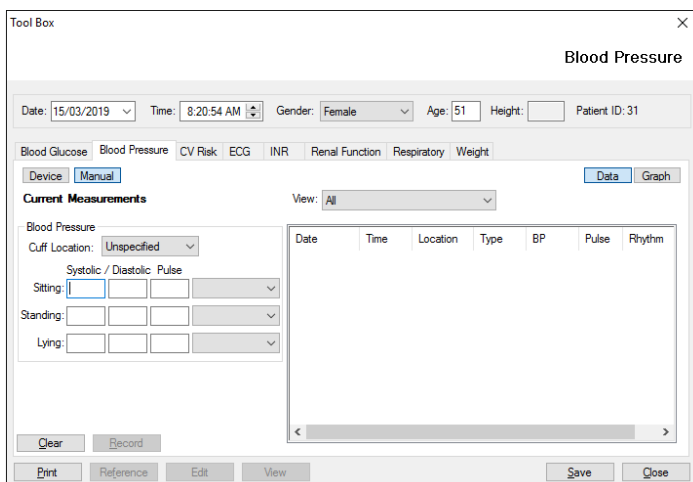 Tool Box
Blood Pressure
Date: 15/03/2019 Time: 8:20:54 AM Gender: Female Age: 51 Height: Patient ID: 31
Blood Glucose Blood Pressure CV Risk ECG INR Renal Function Respiratory Weight
Device Manual Data Graph
Current Measurements View: All
Blood Pressure
Date Time Location Type BP Pulse Rhythm
Cuff Location: Unspecified
Systolic / Diastolic Pulse
Sitting:
Standing:
Lying:
Clear Record
Print Reference Edit View Save Close